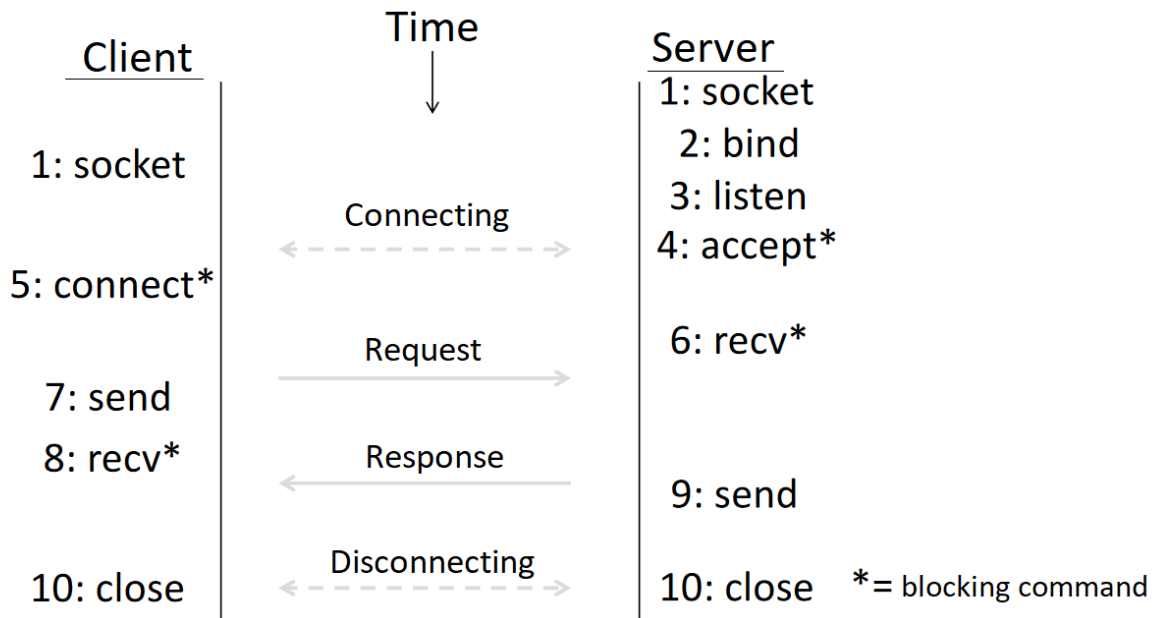 Time
Client
Server
1: socket
2: bind
1: socket
3: listen
Connecting
4: accept*
5: connect*
6: recv*
Request
7: send
8: recv*
Response
9: send
Disconnecting
10: close
10: close
*= blocking command